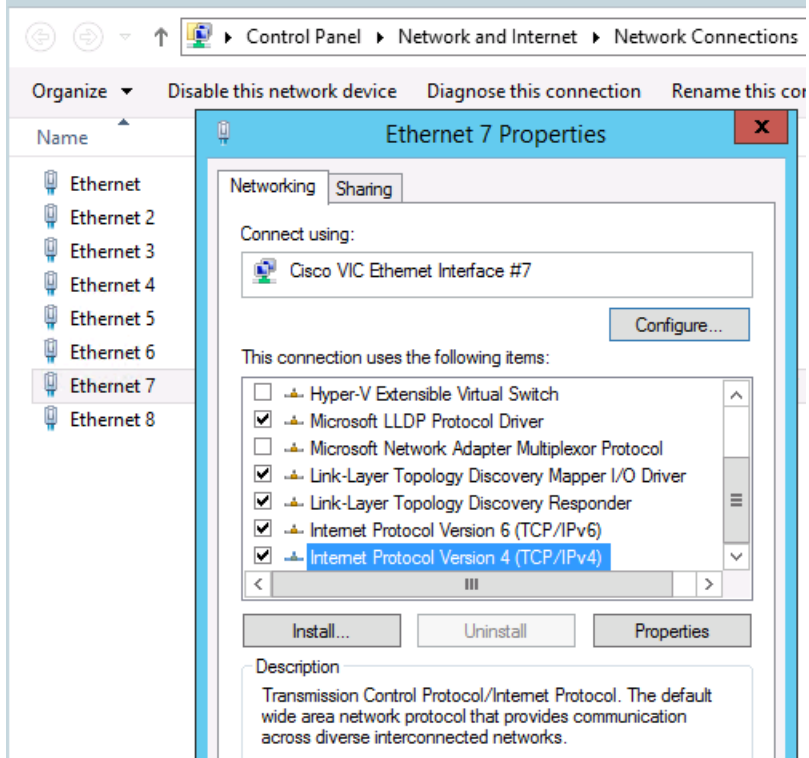 Control Panel Network and Internet Network Connections
Organize Disable this network device Diagnose this connection Rename this cor
Name
Ethernet
Ethernet 2
Ethernet 3
Ethernet 4
Ethernet 5
Ethernet 6
Ethernet 7
Ethernet 8
Ethernet 7 Properties
x
Networking Sharing
Connect using:
Cisco VIC Ethernet Interface #7
Configure...
This connection uses the following items:
Hyper-V Extensible Virtual Switch
Microsoft LLDP Protocol Driver
Microsoft Network Adapter Multiplexor Protocol
Link-Layer Topology Discovery Mapper I/O Driver
Link-Layer Topology Discovery Responder
Internet Protocol Version 6 (TCP/IPv6)
Internet Protocol Version 4 (TCP/IPv4)
Install... Uninstall Properties
Description
Transmission Control Protocol/Internet Protocol. The default
wide area network protocol that provides communication
across diverse interconnected networks.